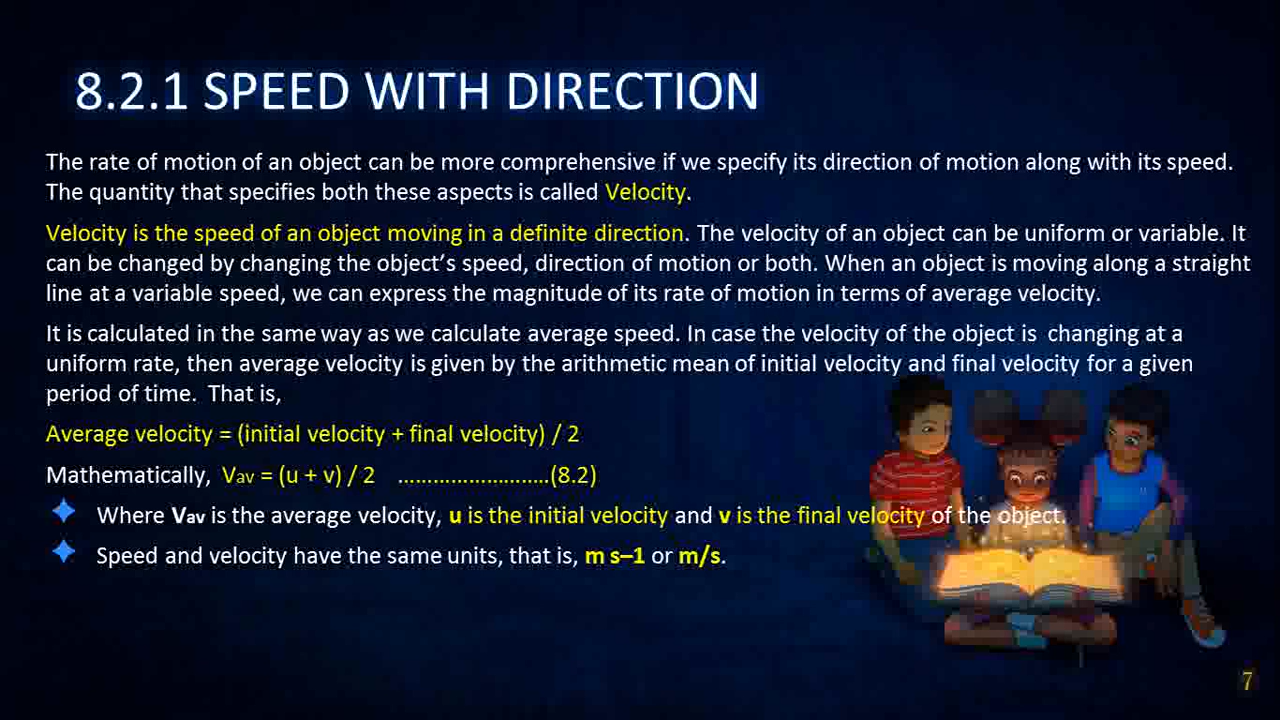 8.2.1 SPEED WITH DIRECTION
The rate of motion of an object can be more comprehensive if we specify its direction of motion along with its speed.
The quantity that specifies both these aspects is called Velocity.
Velocity is the speed of an object moving in a definite direction. The velocity of an object can be uniform or variable. It
can be changed by changing the object’s speed, direction of motion or both. When an object is moving along a straight
line at a variable speed, we can express the magnitude of its rate of motion in terms of average velocity.
It is calculated in the same way as we calculate average speed. In case the velocity of the object is changing at a
uniform rate, then average velocity is given by the arithmetic mean of initial velocity and final velocity for a given
period of time. That is,
Average velocity = (initial velocity + final velocity) / 2
Mathematically, Vav = (u + v) / 2 ..........................(8.2)
Where Vav is the average velocity, u is the initial velocity and v is the final velocity of the object.
Speed and velocity have the same units, that is, m s–1 or m/s.
7